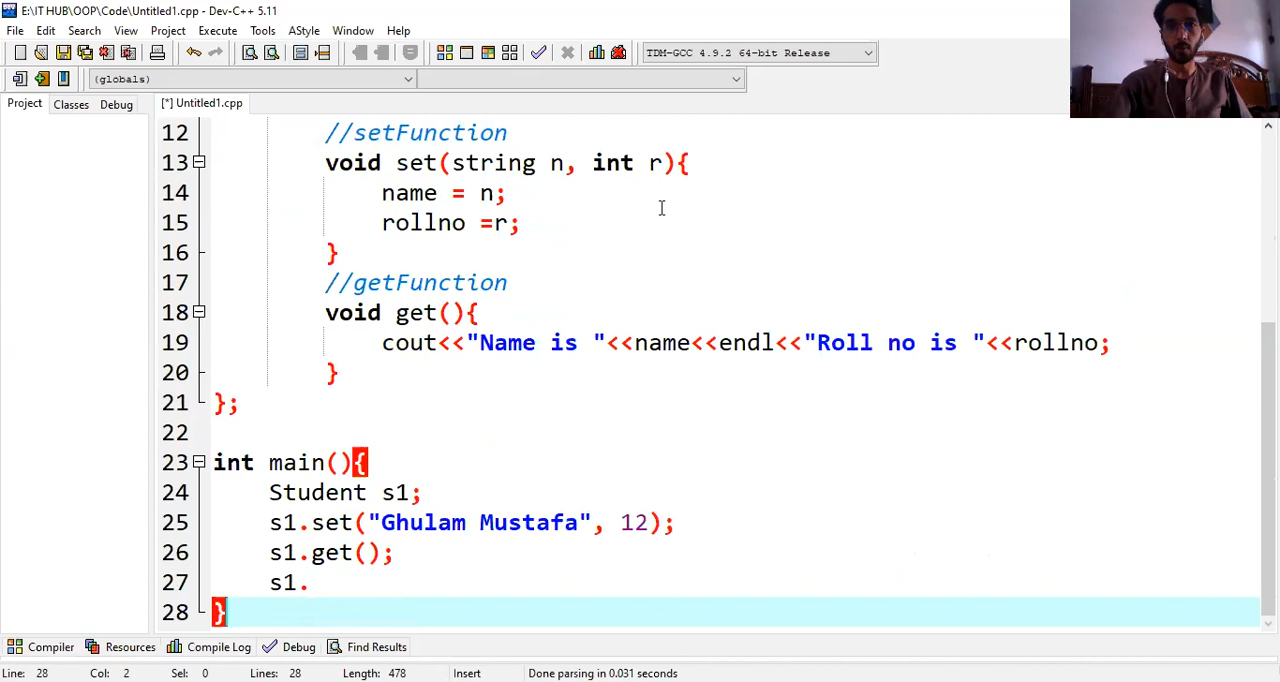 E:\IT HUB\OOP\Code\Untitled1.cpp - Dev-C++ 5.11
File Edit Search View Project Execute Tools AStyle Window Help
TDM-GCC 4.9.2 64-bit Release
(globals)
Project Classes Debug [*] Untitled1.cpp
12 //setFunction
13 void set(string n, int r){
14 name = n;
15 rollno =r;
16 }
17 //getFunction
18 void get(){
19 cout<<"Name is "<<name<<endl<<"Roll no is "<<rollno;
20 }
21 };
22
23 int main(){
24 Student s1;
25 s1.set("Ghulam Mustafa", 12);
26 s1.get();
27 s1.
28 }
Compiler Resources Compile Log Debug Find Results
Line: 28 Col: 2 Sel: 0 Lines: 28 Length: 478 Insert Done parsing in 0.031 seconds